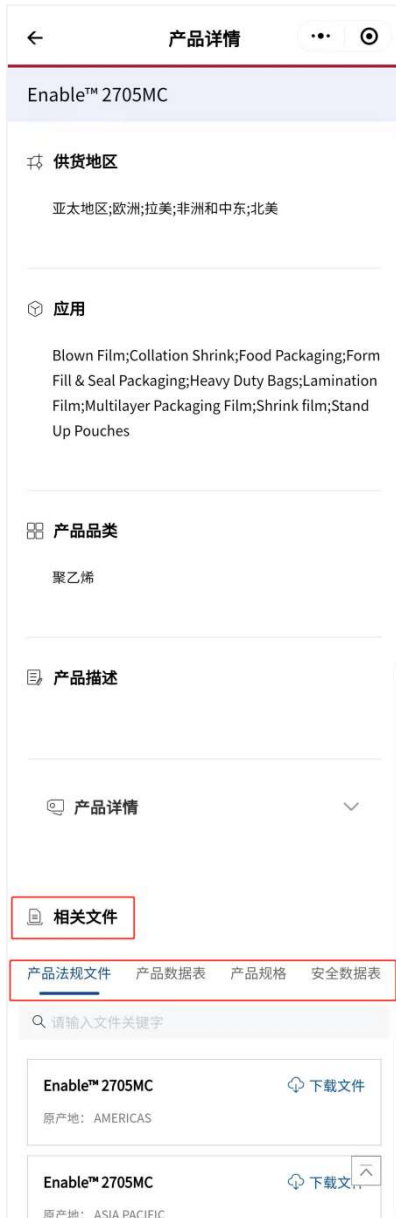 产品详情
Enable™ 2705MC
供货地区
亚太地区;欧洲;拉美;非洲和中东;北美
应用
Blown Film;Collation Shrink;Food Packaging;Form
Fill & Seal Packaging;Heavy Duty Bags;Lamination
Film;Multilayer Packaging Film;Shrink film;Stand
Up Pouches
产品品类
聚乙烯
产品描述
产品详情
相关文件
产品法规文件 产品数据表 产品规格 安全数据表
请输入文件关键字
Enable™ 2705MC 下载文件
原产地: AMERICAS
Enable™ 2705MC 下载文
原产地: ASIA PACIFIC